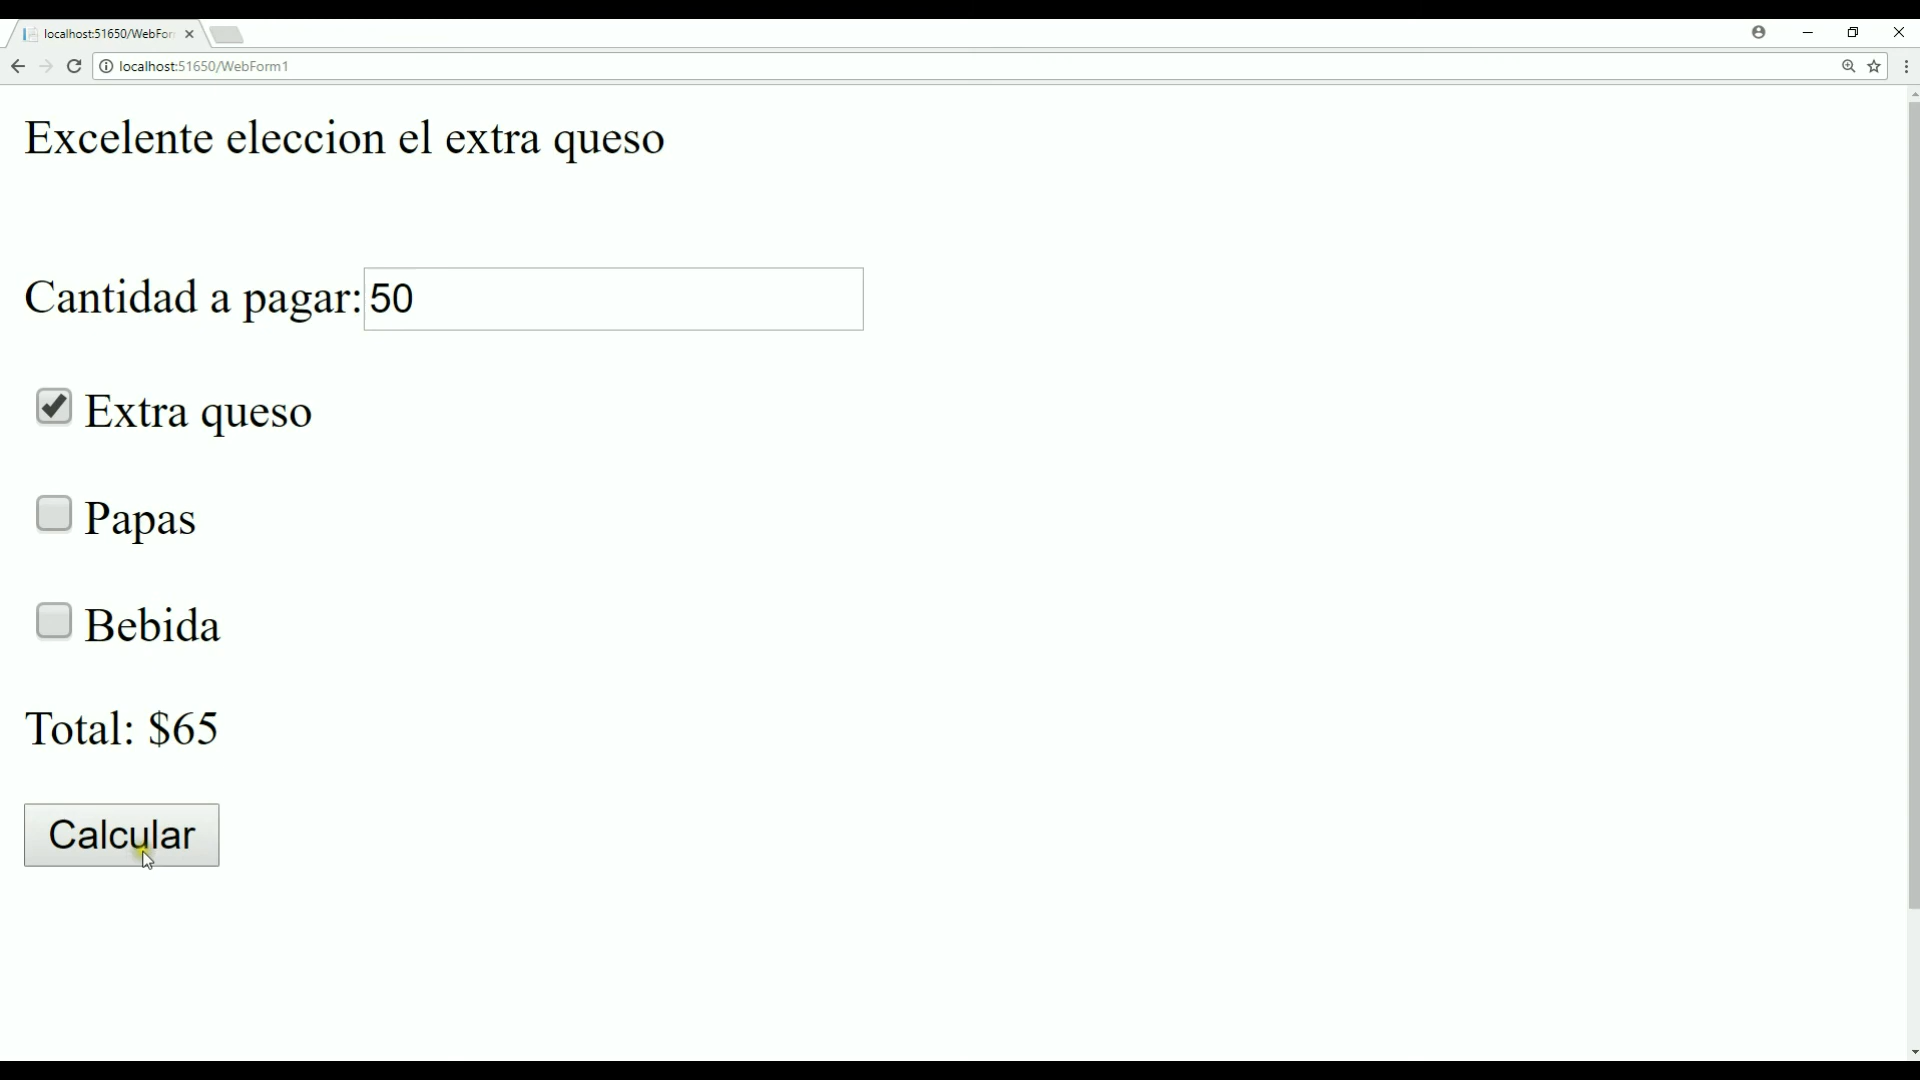 localhost:51650/WebFor
localhost:51650/WebForm1
Excelente eleccion el extra queso
Cantidad a pagar: 50
Extra queso
Papas
Bebida
Total: $65
Calcular